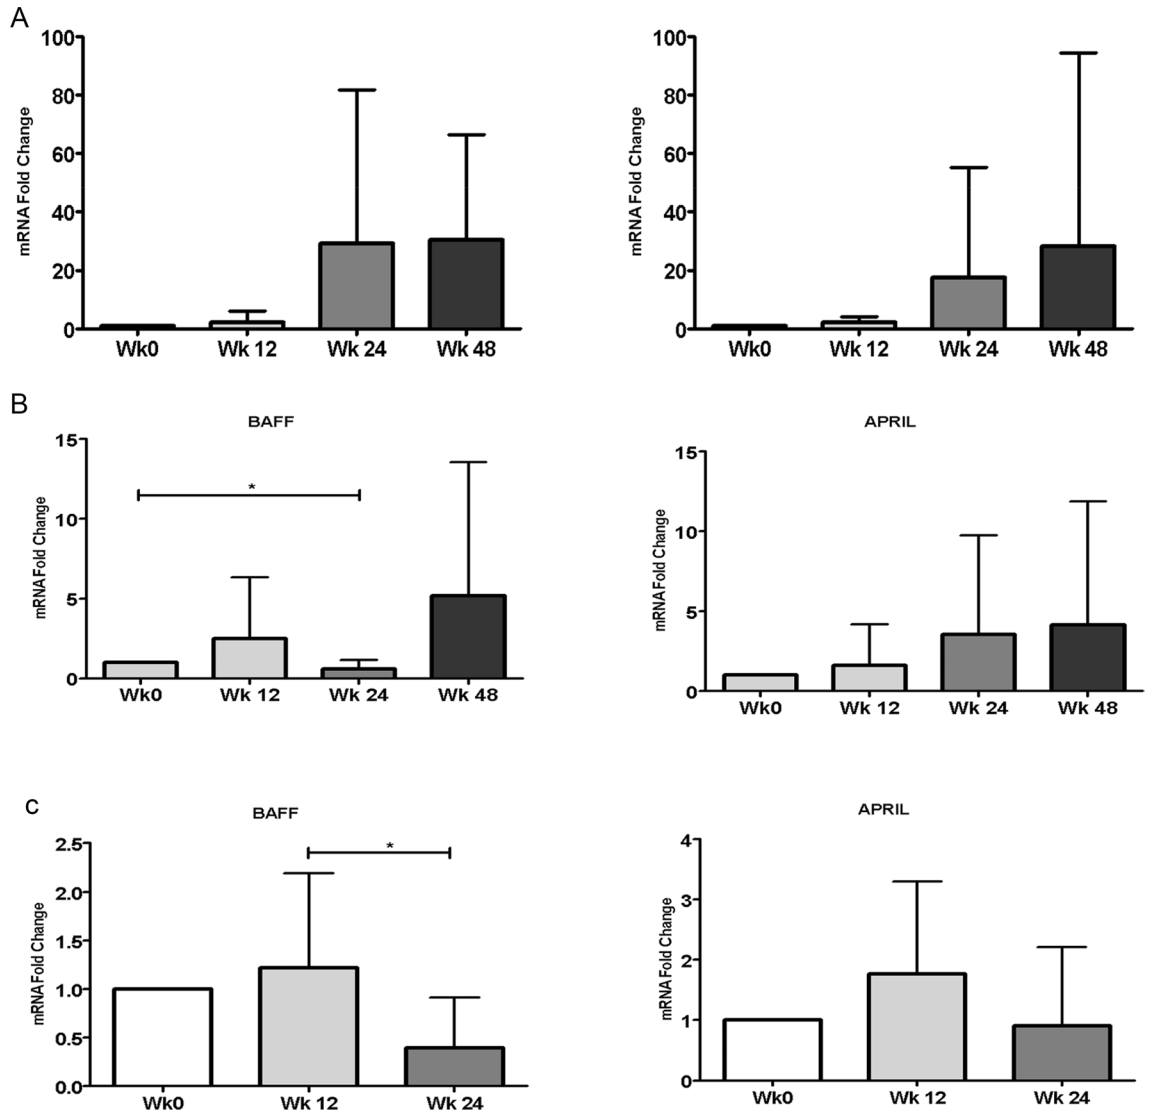 A
mRNA Fold Change
100
80
60
40
20
0
Wk0 Wk 12 Wk 24 Wk 48
mRNA Fold Change
100
80
60
40
20
0
Wk0 Wk 12 Wk 24 Wk 48
B
BAFF
mRNA Fold Change
15
10
5
0
*
Wk0 Wk 12 Wk 24 Wk 48
APRIL
mRNA Fold Change
15
10
5
0
Wk0 Wk 12 Wk 24 Wk 48
c
BAFF
mRNA Fold Change
2.5
2.0
1.5
1.0
0.5
0.0
*
Wk0 Wk 12 Wk 24
APRIL
mRNA Fold Change
4
3
2
1
0
Wk0 Wk 12 Wk 24